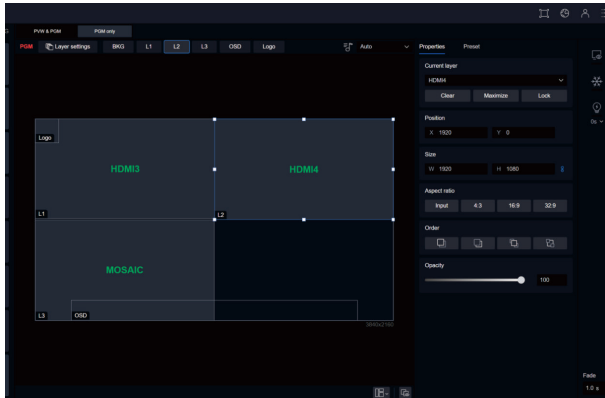 PVW & PGM PGM only
PGM Layer settings BKG L1 L2 L3 OSD Logo Auto
Properties Preset
Current layer
HDMI4
Clear Maximize Lock
Position
X 1920 Y 0
Size
W 1920 H 1080
Aspect ratio
Input 4:3 16:9 32:9
Order
Opacity
100
Logo
HDMI3
HDMI4
L1
L2
MOSAIC
L3
OSD
3840x2160
0s
Fade
1.0 s